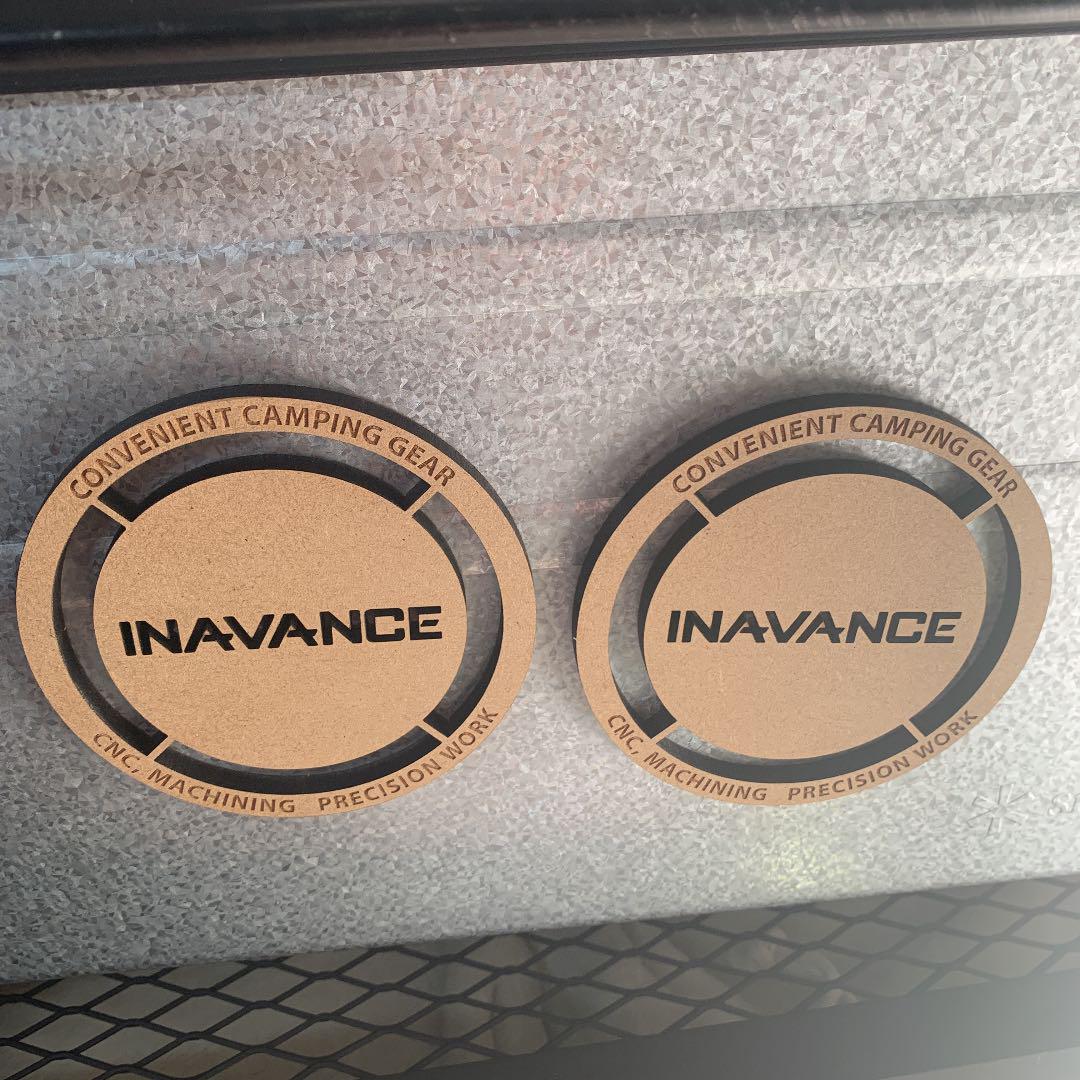 CONVENIENT CAMPING GEAR
INAVANCE
CNC, MACHINING PRECISION WORK
CONVENIENT CAMPING GEAR
INAVANCE
CNC, MACHINING PRECISION WORK